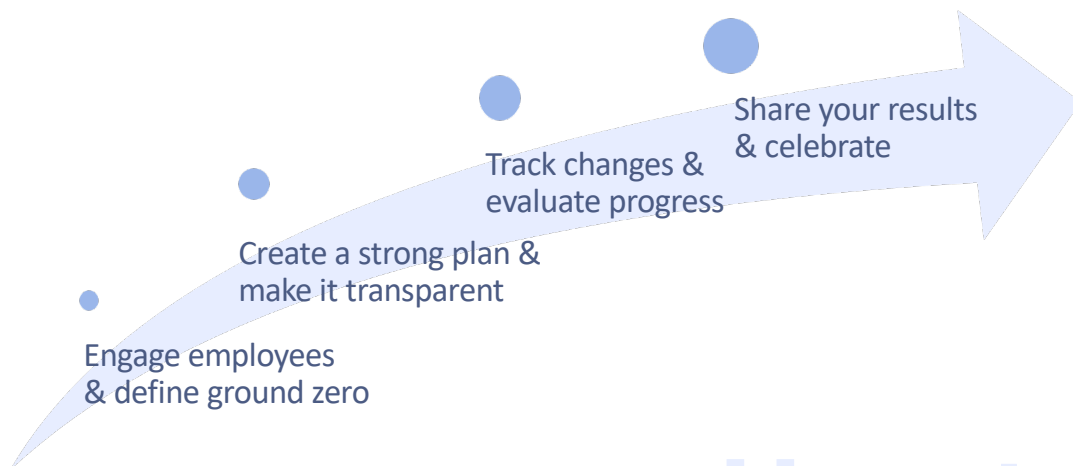 Share your results
& celebrate
Track changes &
evaluate progress
Create a strong plan &
make it transparent
Engage employees
& define ground zero